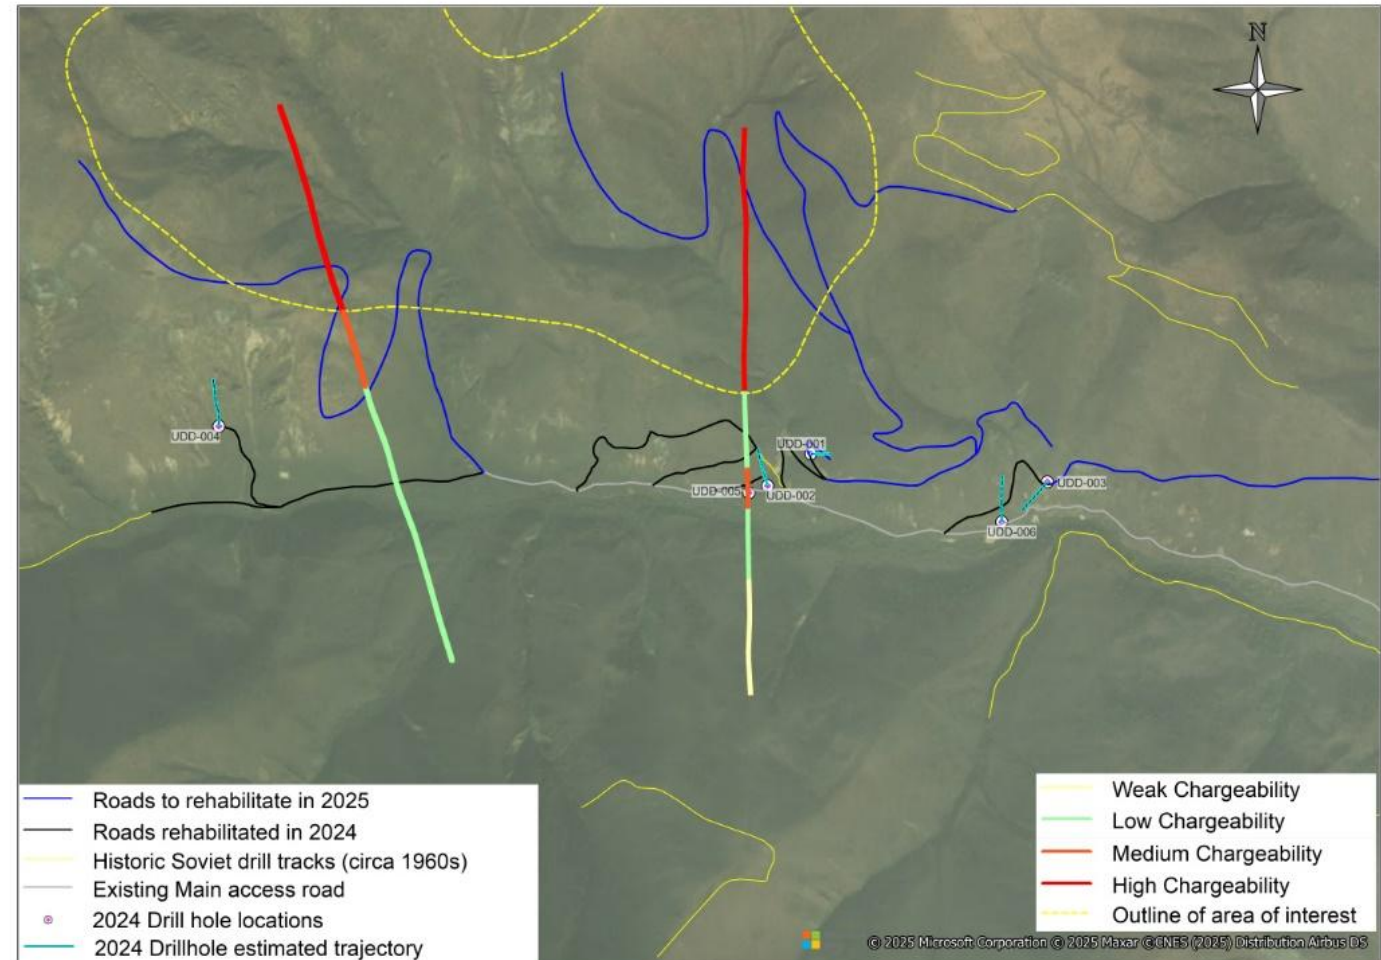 N
UDD-004
UDD-001
UDD-005
UDD-002
UDD-003
UDD-006
Roads to rehabilitate in 2025
Roads rehabilitated in 2024
Historic Soviet drill tracks (circa 1960s)
Existing Main access road
2024 Drill hole locations
2024 Drillhole estimated trajectory
Weak Chargeability
Low Chargeability
Medium Chargeability
High Chargeability
Outline of area of interest
© 2025 Microsoft Corporation © 2025 Maxar ©CNES (2025) Distribution Airbus DS